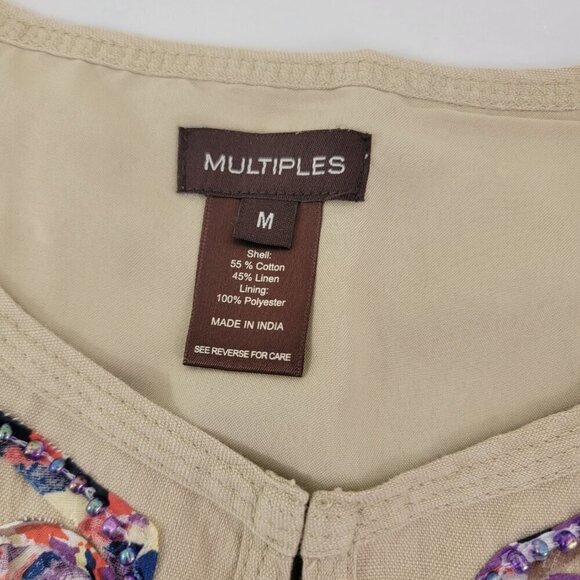 MULTIPLES
M
Shell:
55 % Cotton
45% Linen
Lining:
100% Polyester
MADE IN INDIA
SEE REVERSE FOR CARE